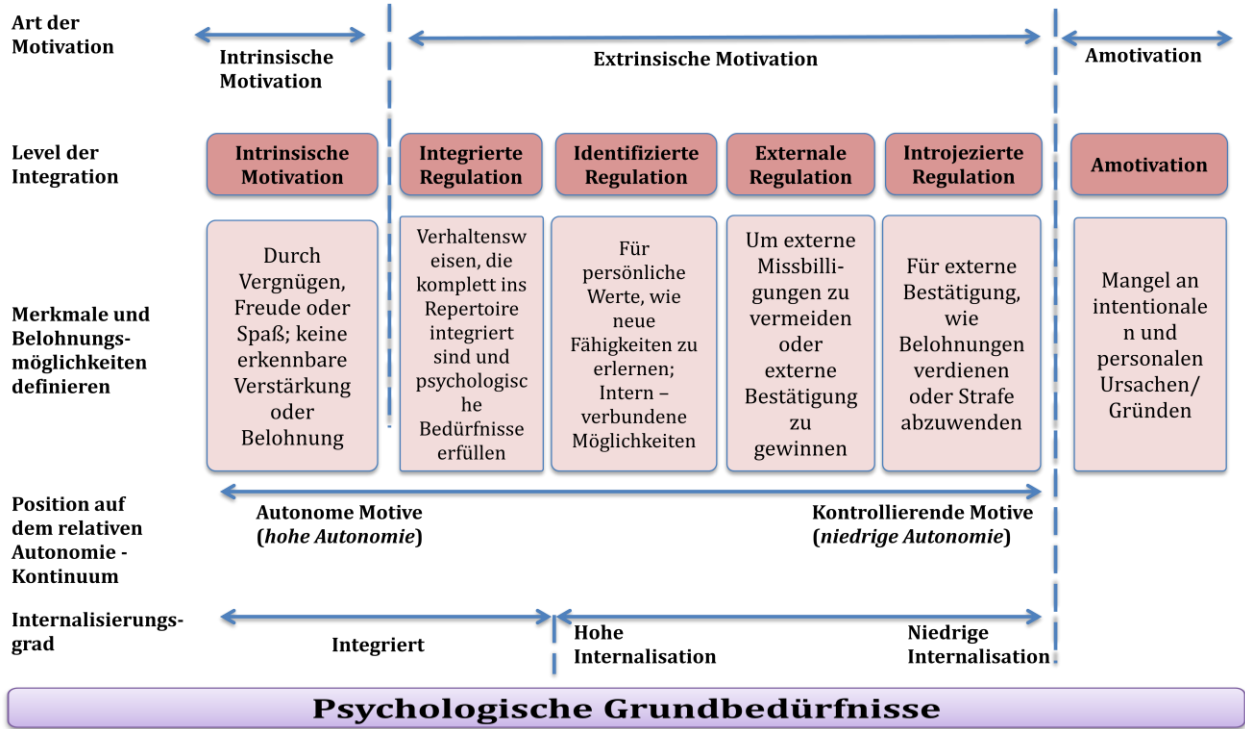 Art der
Motivation
Intrinsische
Motivation
Extrinsische Motivation
Amotivation
Level der
Integration
Intrinsische
Motivation
Integrierte
Regulation
Identifizierte
Regulation
Externale
Regulation
Introjezierte
Regulation
Amotivation
Merkmale und
Belohnungs-
möglichkeiten
definieren
Durch
Vergnügen,
Freude oder
Spaß; keine
erkennbare
Verstärkung
oder
Belohnung
Verhaltensw
eisen, die
komplett ins
Repertoire
integriert
sind und
psychologisc
he
Bedürfnisse
erfüllen
Für
persönliche
Werte, wie
neue
Fähigkeiten zu
erlernen;
Intern –
verbundene
Möglichkeiten
Um externe
Missbilli-
gungen zu
vermeiden
oder
externe
Bestätigung
zu
gewinnen
Für externe
Bestätigung,
wie
Belohnungen
verdienen
oder Strafe
abzuwenden
Mangel an
intentionale
n und
personalen
Ursachen/
Gründen
Position auf
dem relativen
Autonomie -
Kontinuum
Autonome Motive
(hohe Autonomie)
Kontrollierende Motive
(niedrige Autonomie)
Internalisierungs-
grad
Integriert
Hohe
Internalisation
Niedrige
Internalisation
Psychologische Grundbedürfnisse